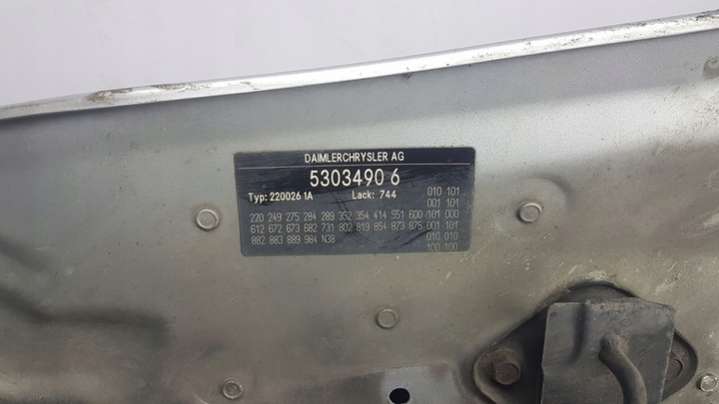 DAIMLERCHRYSLER AG
5303490 6
Typ: 220026 1A Lack: 744 010 101
001 101
220 249 275 284 289 352 354 414 551 600 101 000
612 672 673 682 731 802 819 854 873 876 001 101
882 883 889 984 N38 010 010
100 100